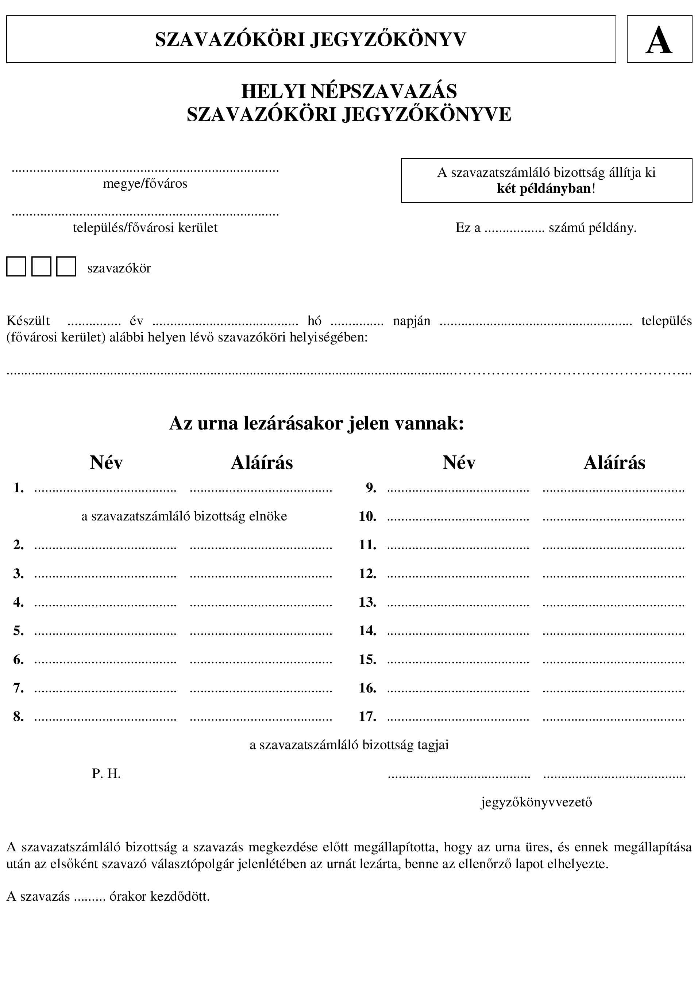 SZAVAZÓKÖRI JEGYZŐKÖNYV
A
HELYI NÉPSZAVAZÁS
SZAVAZÓKÖRI JEGYZŐKÖNYVE
...........................................................................
megye/főváros
A szavazatszámláló bizottság állítja ki
két példányban!
...........................................................................
település/fővárosi kerület
Ez a ................. számú példány.
szavazókör
Készült ............... év ......................................... hó ............... napján ...................................................... település
(fővárosi kerület) alábbi helyen lévő szavazóköri helyiségében:
.............................................................................................................................……………………………………………...
Az urna lezárásakor jelen vannak:
Név Aláírás Név Aláírás
1. ........................................ ........................................ 9. ........................................ ........................................
a szavazatszámláló bizottság elnöke 10. ........................................ ........................................
2. ........................................ ........................................ 11. ........................................ ........................................
3. ........................................ ........................................ 12. ........................................ ........................................
4. ........................................ ........................................ 13. ........................................ ........................................
5. ........................................ ........................................ 14. ........................................ ........................................
6. ........................................ ........................................ 15. ........................................ ........................................
7. ........................................ ........................................ 16. ........................................ ........................................
8. ........................................ ........................................ 17. ........................................ ........................................
a szavazatszámláló bizottság tagjai
P. H. ........................................ ........................................
jegyzőkönyvvezető
A szavazatszámláló bizottság a szavazás megkezdése előtt megállapította, hogy az urna üres, és ennek megállapítása
után az elsőként szavazó választópolgár jelenlétében az urnát lezárta, benne az ellenőrző lapot elhelyezte.
A szavazás ......... órakor kezdődött.